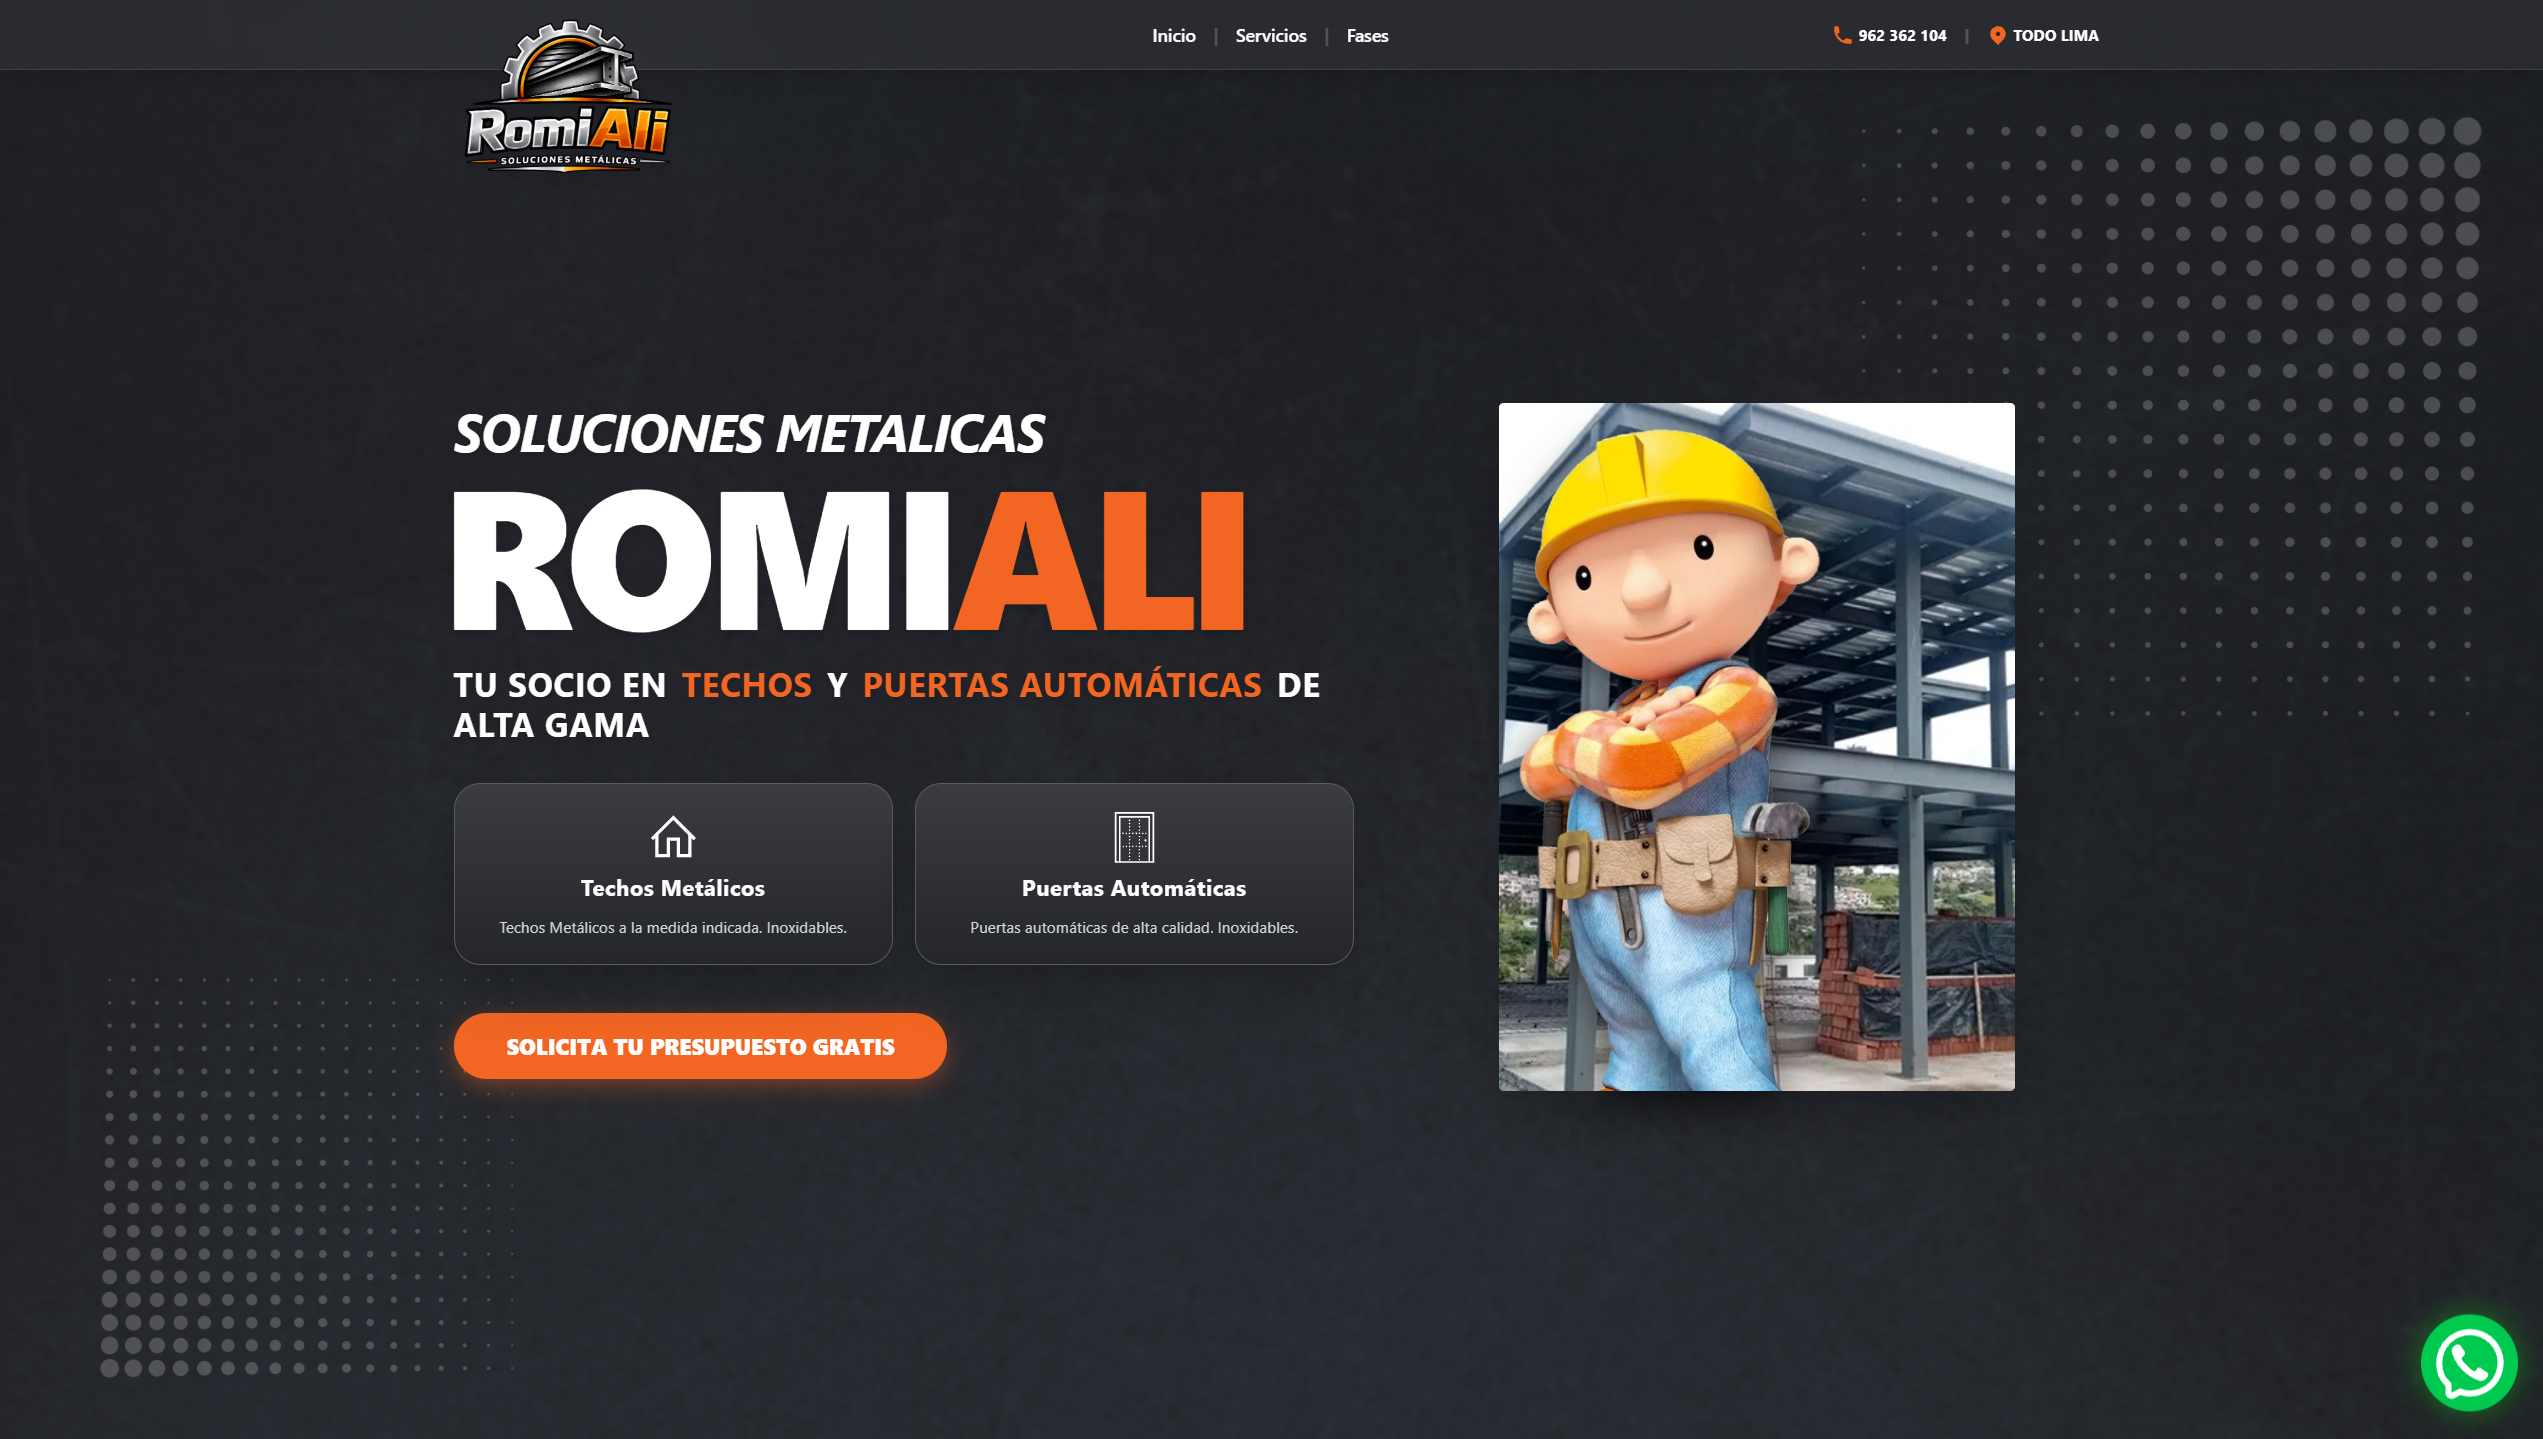 RomiAli
SOLUCIONES METÁLICAS
Inicio | Servicios | Fases
962 362 104 | TODO LIMA
SOLUCIONES METALICAS
ROMIALI
TU SOCIO EN TECHOS Y PUERTAS AUTOMÁTICAS DE
ALTA GAMA
Techos Metálicos
Techos Metálicos a la medida indicada. Inoxidables.
Puertas Automáticas
Puertas automáticas de alta calidad. Inoxidables.
SOLICITA TU PRESUPUESTO GRATIS